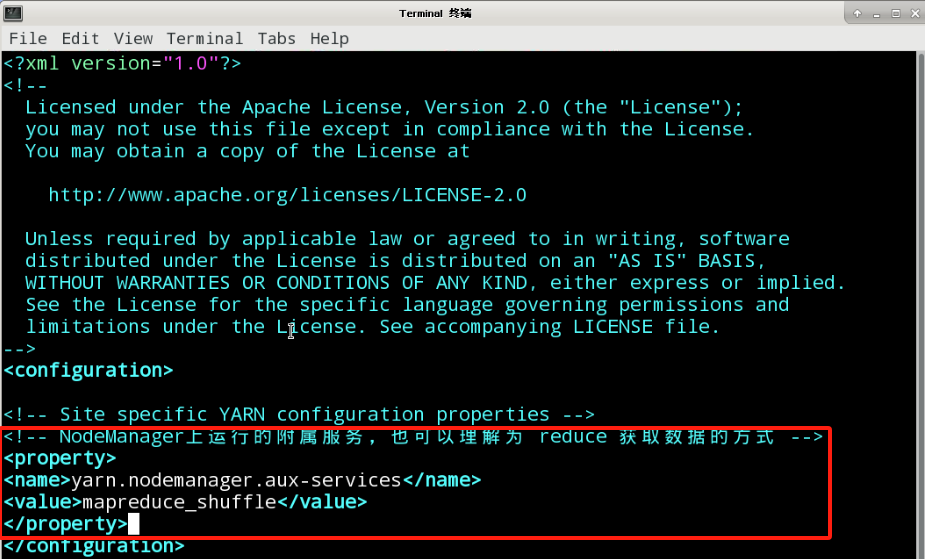 Terminal 终端
File Edit View Terminal Tabs Help
<?xml version="1.0"?>
<!--
Licensed under the Apache License, Version 2.0 (the "License");
you may not use this file except in compliance with the License.
You may obtain a copy of the License at
http://www.apache.org/licenses/LICENSE-2.0
Unless required by applicable law or agreed to in writing, software
distributed under the License is distributed on an "AS IS" BASIS,
WITHOUT WARRANTIES OR CONDITIONS OF ANY KIND, either express or implied.
See the License for the specific language governing permissions and
limitations under the License. See accompanying LICENSE file.
-->
<configuration>
<!-- Site specific YARN configuration properties -->
<!-- NodeManager上运行的附属服务，也可以理解为 reduce 获取数据的方式 -->
<property>
<name>yarn.nodemanager.aux-services</name>
<value>mapreduce_shuffle</value>
</property>
</configuration>